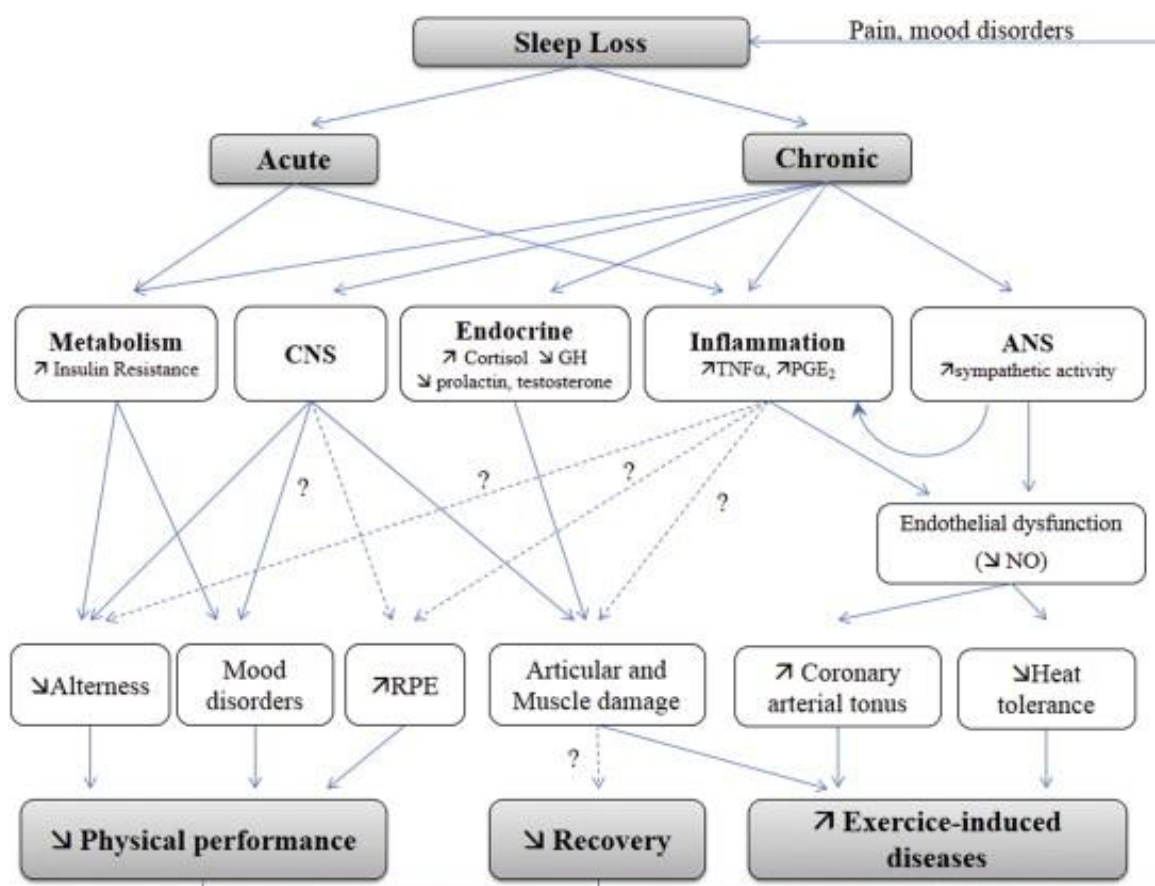 Sleep Loss
Pain, mood disorders
Acute
Chronic
Metabolism
↗ Insulin Resistance
CNS
Endocrine
↗ Cortisol ↘ GH
↘ prolactin, testosterone
Inflammation
↗TNFα, ↗PGE₂
ANS
↗sympathetic activity
?
?
?
?
Endothelial dysfunction
(↘ NO)
↘Alterness
Mood
disorders
↗RPE
Articular and
Muscle damage
↗ Coronary
arterial tonus
↘Heat
tolerance
?
↘ Physical performance
↘ Recovery
↗ Exercice-induced
diseases